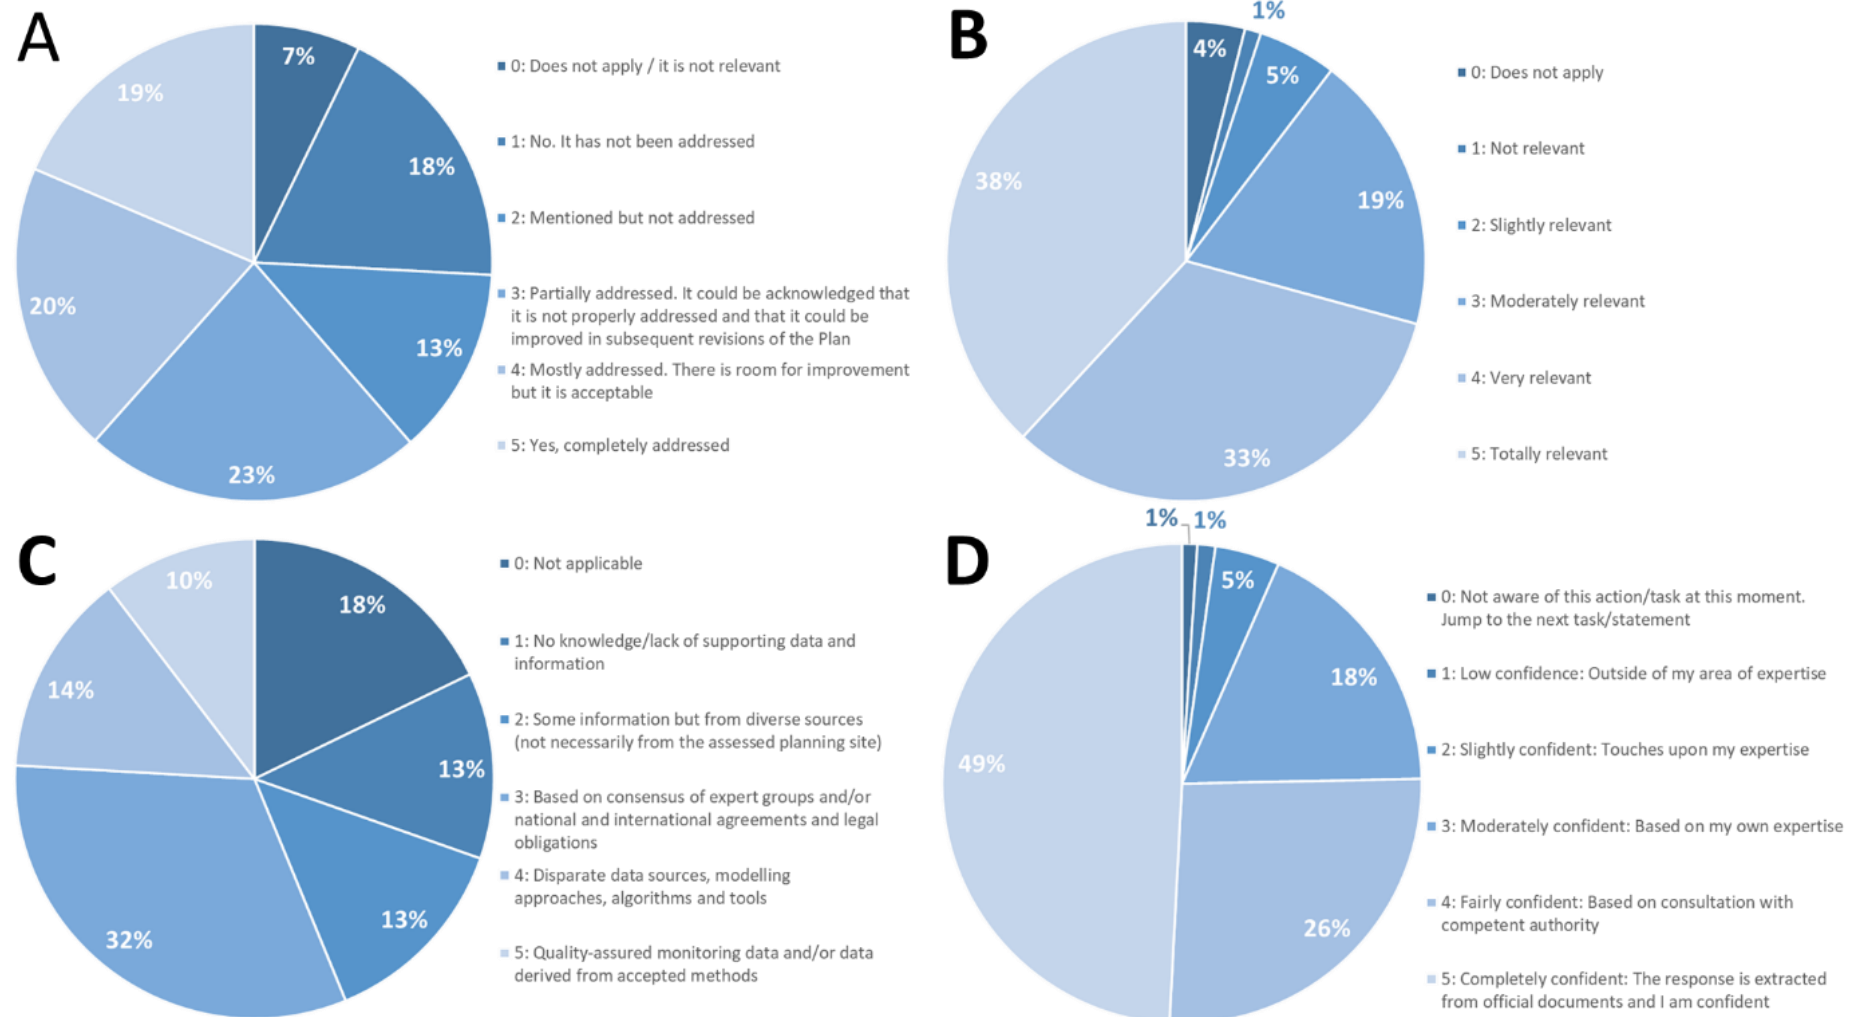 A
7%
18%
13%
23%
20%
19%
0: Does not apply / it is not relevant
1: No. It has not been addressed
2: Mentioned but not addressed
3: Partially addressed. It could be acknowledged that
it is not properly addressed and that it could be
improved in subsequent revisions of the Plan
4: Mostly addressed. There is room for improvement
but it is acceptable
5: Yes, completely addressed
B
4%
1%
5%
19%
33%
38%
0: Does not apply
1: Not relevant
2: Slightly relevant
3: Moderately relevant
4: Very relevant
5: Totally relevant
C
18%
13%
13%
32%
14%
10%
0: Not applicable
1: No knowledge/lack of supporting data and
information
2: Some information but from diverse sources
(not necessarily from the assessed planning site)
3: Based on consensus of expert groups and/or
national and international agreements and legal
obligations
4: Disparate data sources, modelling
approaches, algorithms and tools
5: Quality-assured monitoring data and/or data
derived from accepted methods
D
1%
1%
5%
18%
26%
49%
0: Not aware of this action/task at this moment.
Jump to the next task/statement
1: Low confidence: Outside of my area of expertise
2: Slightly confident: Touches upon my expertise
3: Moderately confident: Based on my own expertise
4: Fairly confident: Based on consultation with
competent authority
5: Completely confident: The response is extracted
from official documents and I am confident